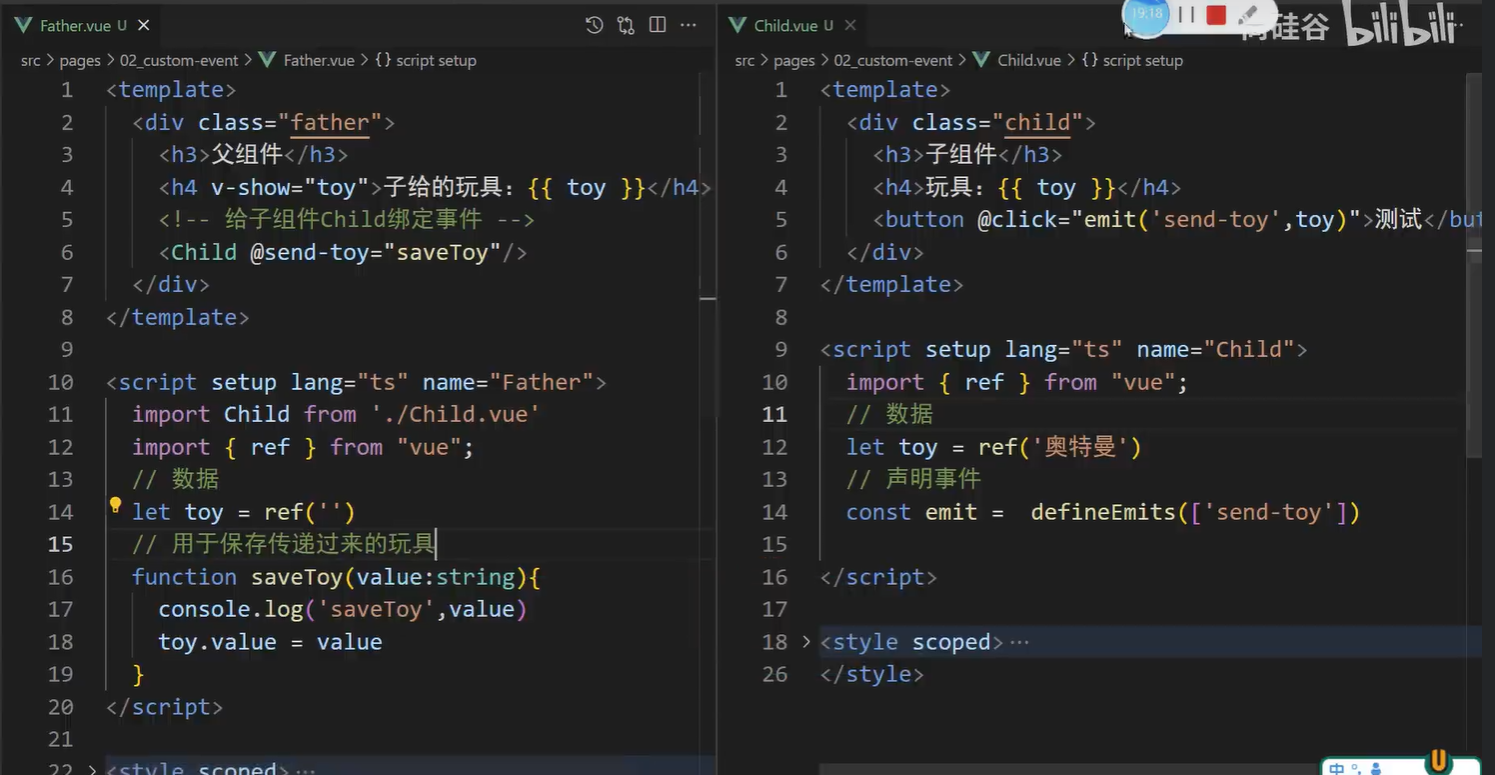 Father.vue U
src > pages > 02_custom-event > Father.vue > {} script setup
1 <template>
2 <div class="father">
3 <h3>父组件</h3>
4 <h4 v-show="toy">子给的玩具：{{ toy }}</h4>
5 <!-- 给子组件Child绑定事件 -->
6 <Child @send-toy="saveToy"/>
7 </div>
8 </template>
9
10 <script setup lang="ts" name="Father">
11 import Child from './Child.vue'
12 import { ref } from "vue";
13 // 数据
14 let toy = ref('')
15 // 用于保存传递过来的玩具
16 function saveToy(value:string){
17 console.log('saveToy',value)
18 toy.value = value
19 }
20 </script>
21
22 > <style scoped>···
Child.vue U
19:18
硅谷 bilibili
src > pages > 02_custom-event > Child.vue > {} script setup
1 <template>
2 <div class="child">
3 <h3>子组件</h3>
4 <h4>玩具：{{ toy }}</h4>
5 <button @click="emit('send-toy',toy)">测试</but
6 </div>
7 </template>
8
9 <script setup lang="ts" name="Child">
10 import { ref } from "vue";
11 // 数据
12 let toy = ref('奥特曼')
13 // 声明事件
14 const emit =  defineEmits(['send-toy'])
15
16 </script>
17
18 > <style scoped>···
26 </style>
中